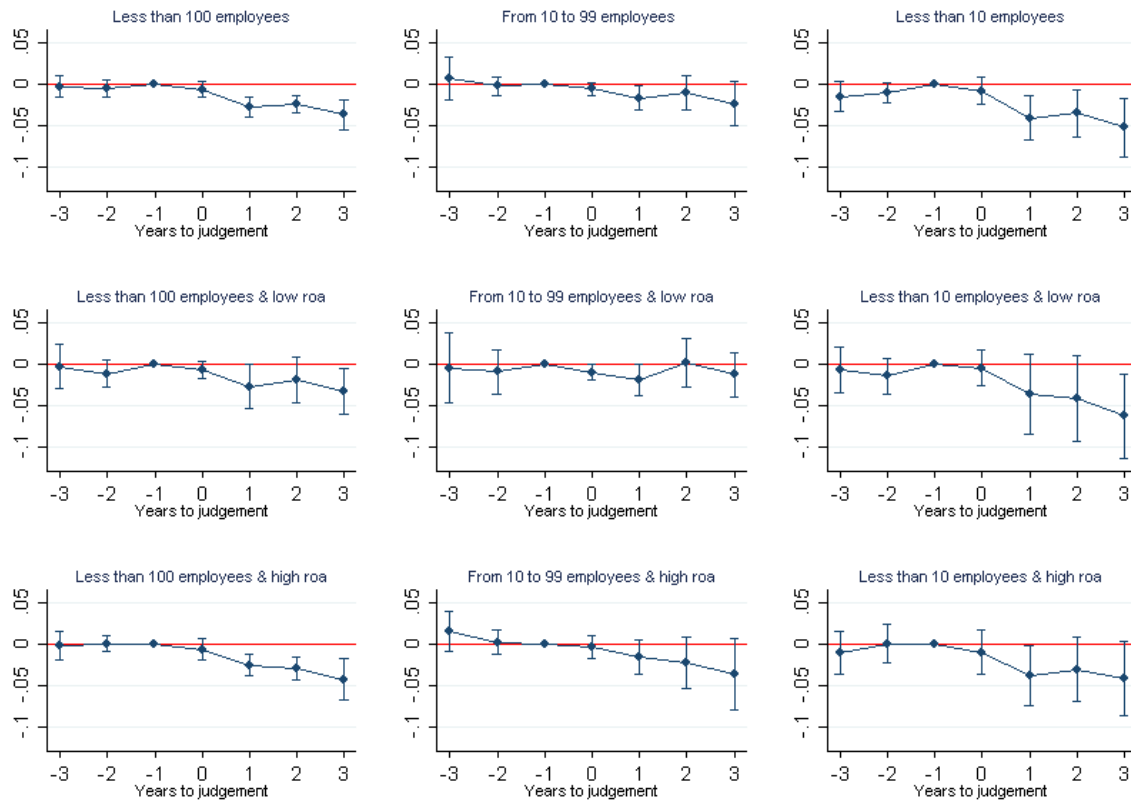 Less than 100 employees
From 10 to 99 employees
Less than 10 employees
.05
0
-.05
-.1
-3 -2 -1 0 1 2 3
Years to judgement
.05
0
-.05
-.1
-3 -2 -1 0 1 2 3
Years to judgement
.05
0
-.05
-.1
-3 -2 -1 0 1 2 3
Years to judgement
Less than 100 employees & low roa
From 10 to 99 employees & low roa
Less than 10 employees & low roa
.05
0
-.05
-.1
-3 -2 -1 0 1 2 3
Years to judgement
.05
0
-.05
-.1
-3 -2 -1 0 1 2 3
Years to judgement
.05
0
-.05
-.1
-3 -2 -1 0 1 2 3
Years to judgement
Less than 100 employees & high roa
From 10 to 99 employees & high roa
Less than 10 employees & high roa
.05
0
-.05
-.1
-3 -2 -1 0 1 2 3
Years to judgement
.05
0
-.05
-.1
-3 -2 -1 0 1 2 3
Years to judgement
.05
0
-.05
-.1
-3 -2 -1 0 1 2 3
Years to judgement